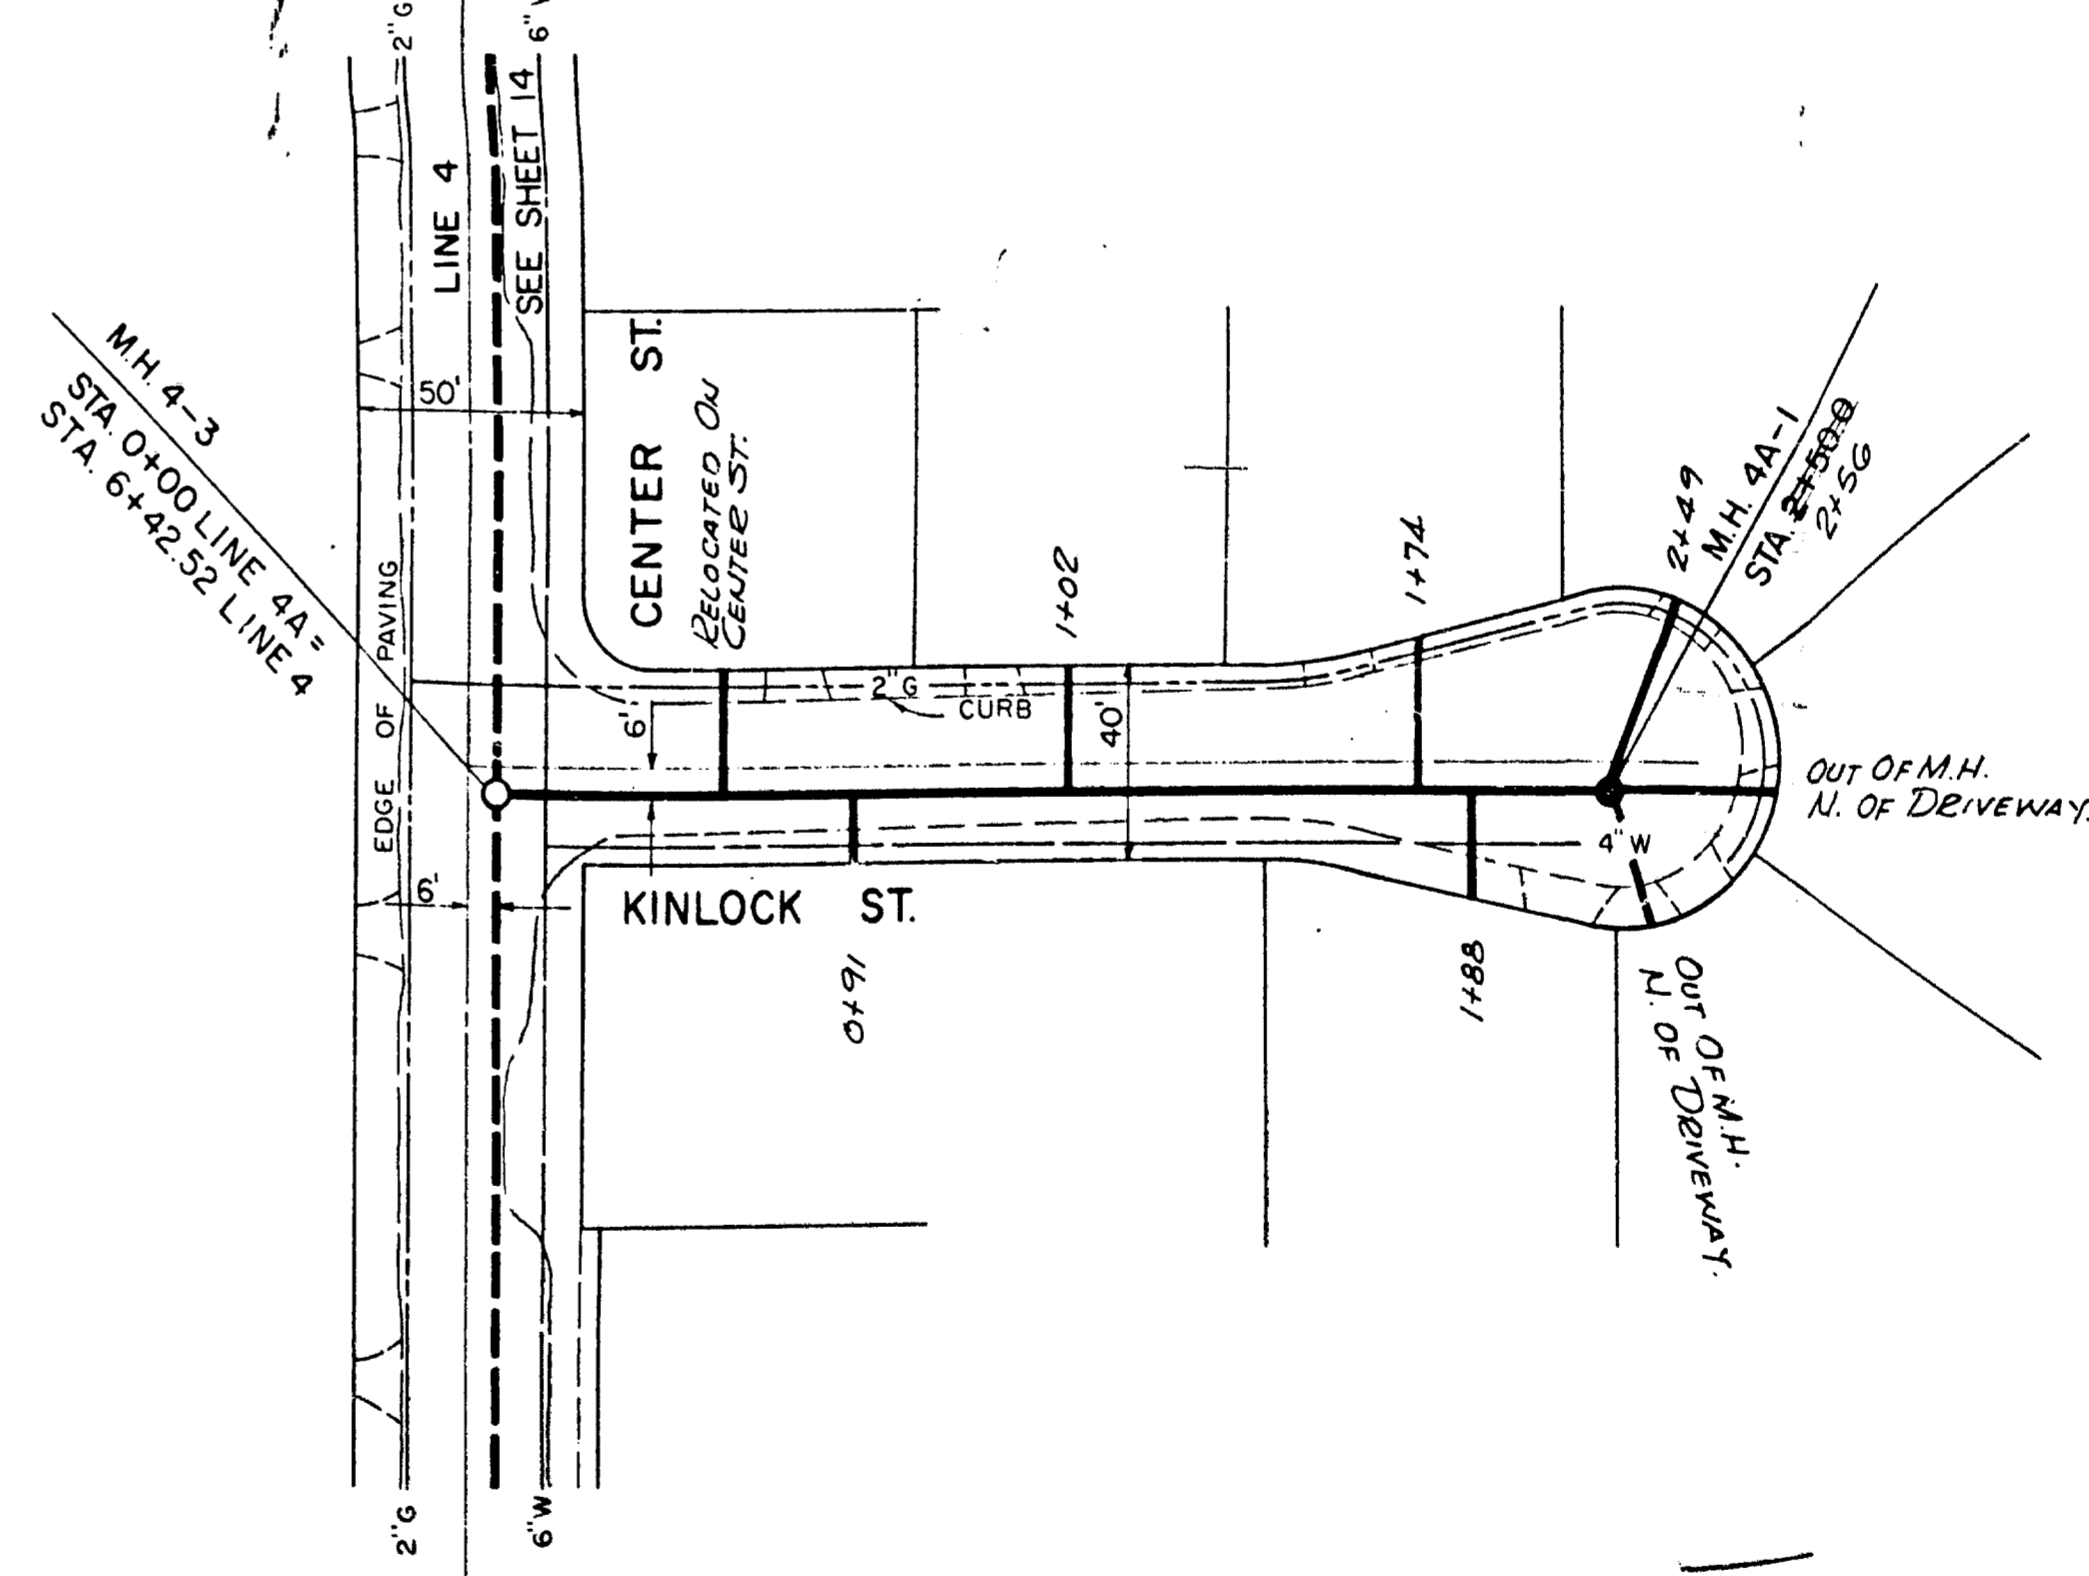 2"G
6"
LINE 4
SEE SHEET 14
M.H. 4-3
STA. 0+00 LINE 4A=
STA. 6+42.52 LINE 4
50'
CENTER ST.
RELOCATED ON
CENTER ST.
EDGE OF PAVING
1+02
1+74
2+49
M.H. 4A-1
STA. 2+50.0
2+56
2"G
CURB
6'
40'
OUT OF M.H.
N. OF DRIVEWAY.
4" W
6'
KINLOCK ST.
0+91
1+88
OUT OF M.H.
N. OF DRIVEWAY.
2"G
6"W